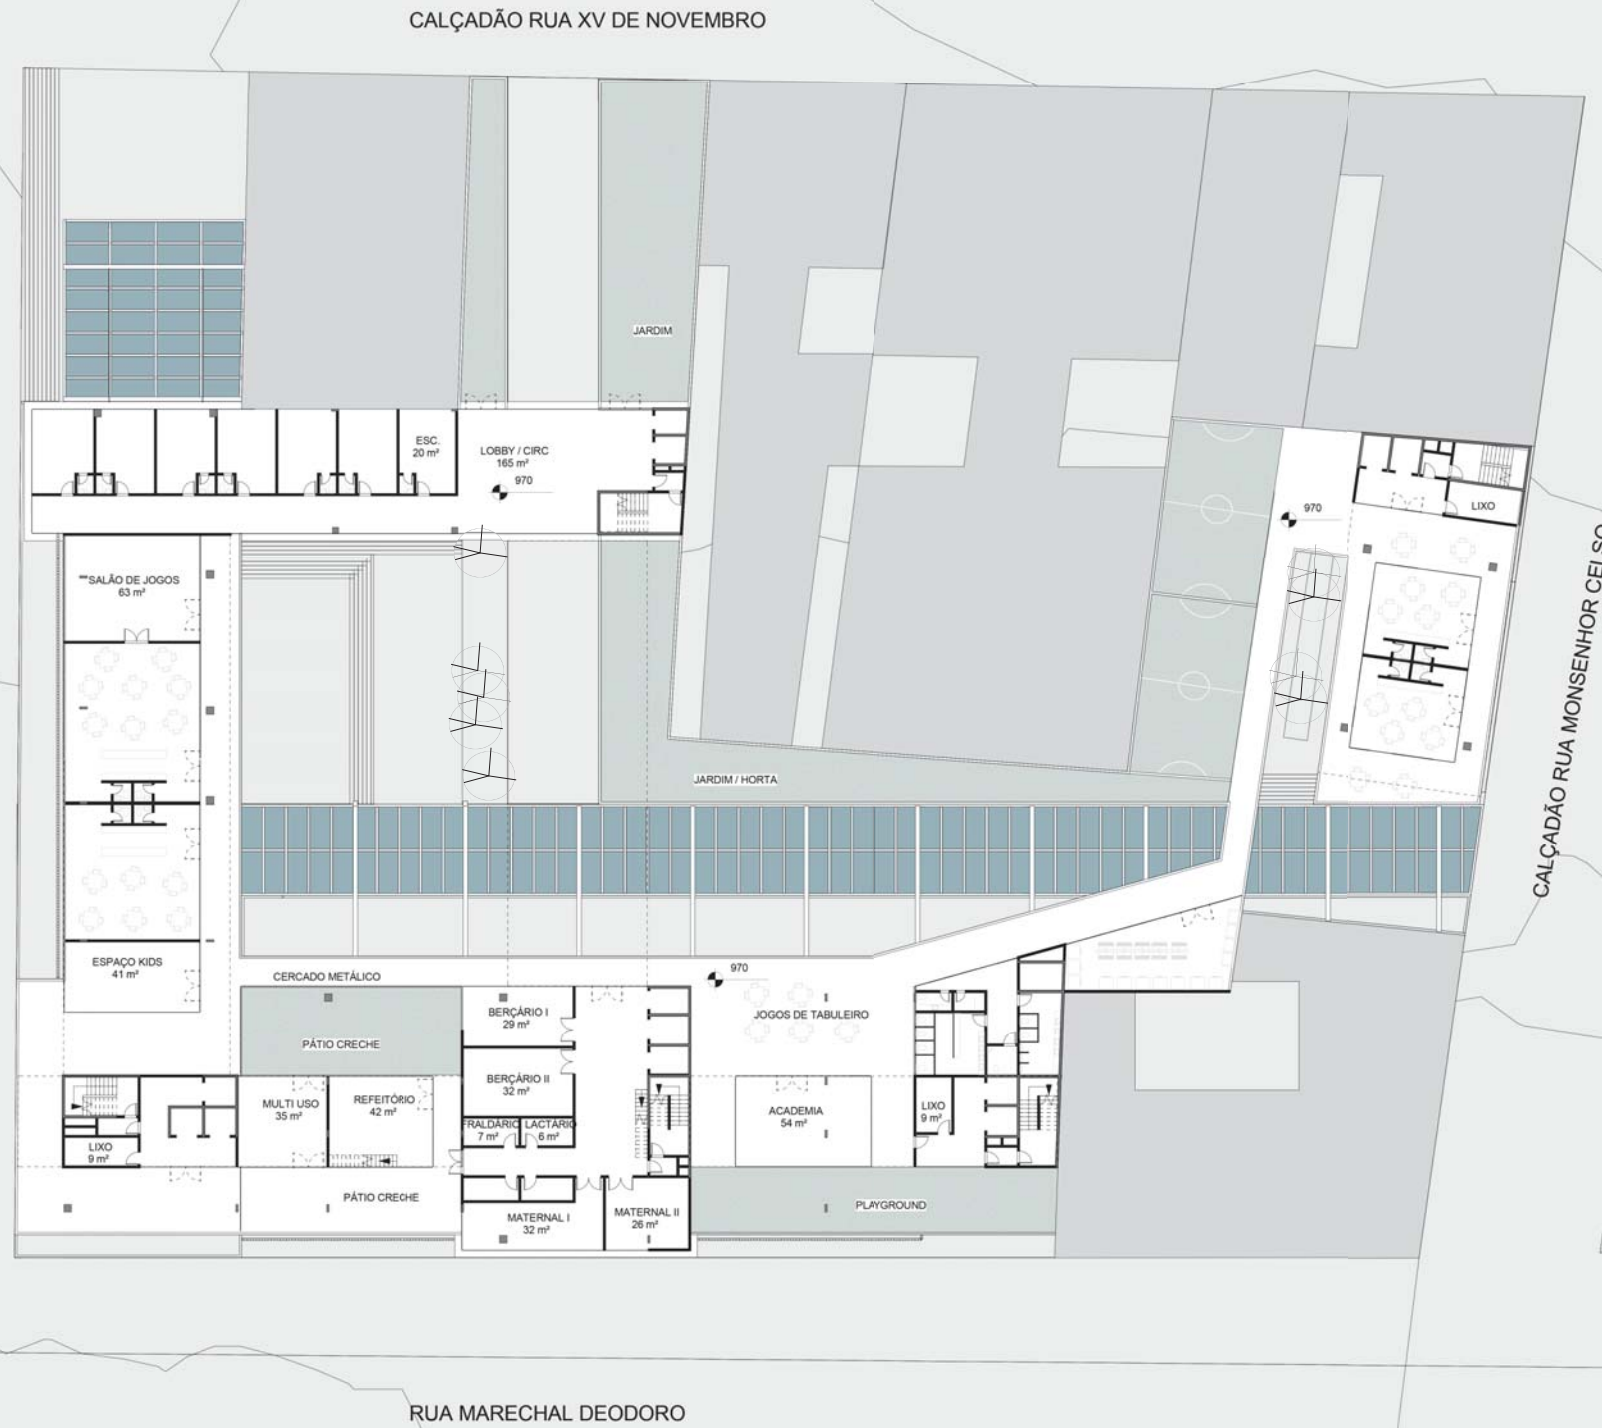 CALÇADÃO RUA XV DE NOVEMBRO
JARDIM
ESC.
20 m²
LOBBY / CIRC
165 m²
970
970
LIXO
SALÃO DE JOGOS
63 m²
CALÇADÃO RUA MONSENHOR CELSO
JARDIM / HORTA
ESPAÇO KIDS
41 m²
CERCADO METÁLICO
970
BERÇÁRIO I
29 m²
JOGOS DE TABULEIRO
PÁTIO CRECHE
BERÇÁRIO II
32 m²
MULTI USO
35 m²
REFEITÓRIO
42 m²
ACADEMIA
54 m²
LIXO
9 m²
FRALDÁRIO
7 m²
LACTÁRIO
6 m²
LIXO
9 m²
PÁTIO CRECHE
MATERNAL I
32 m²
MATERNAL II
26 m²
PLAYGROUND
RUA MARECHAL DEODORO